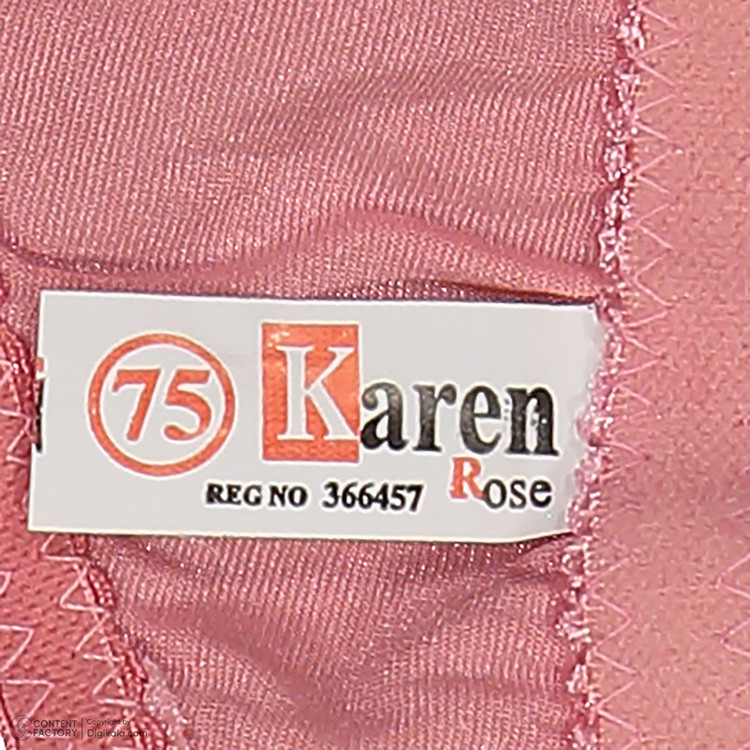 75
Karen
Rose
REG NO 366457
CONTENT FACTORY
Copyright by
Digikala.com